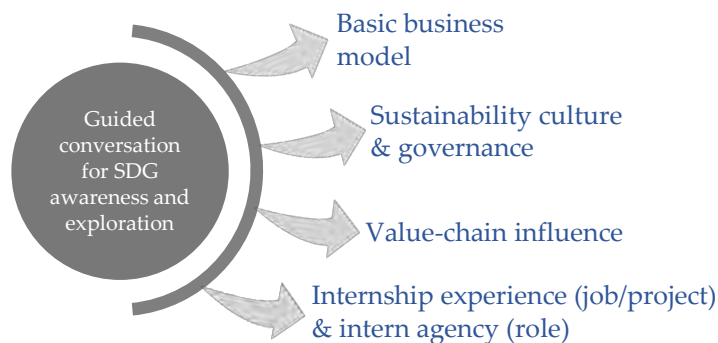 Guided
conversation
for SDG
awareness and
exploration
Basic business
model
Sustainability culture
& governance
Value-chain influence
Internship experience (job/project)
& intern agency (role)